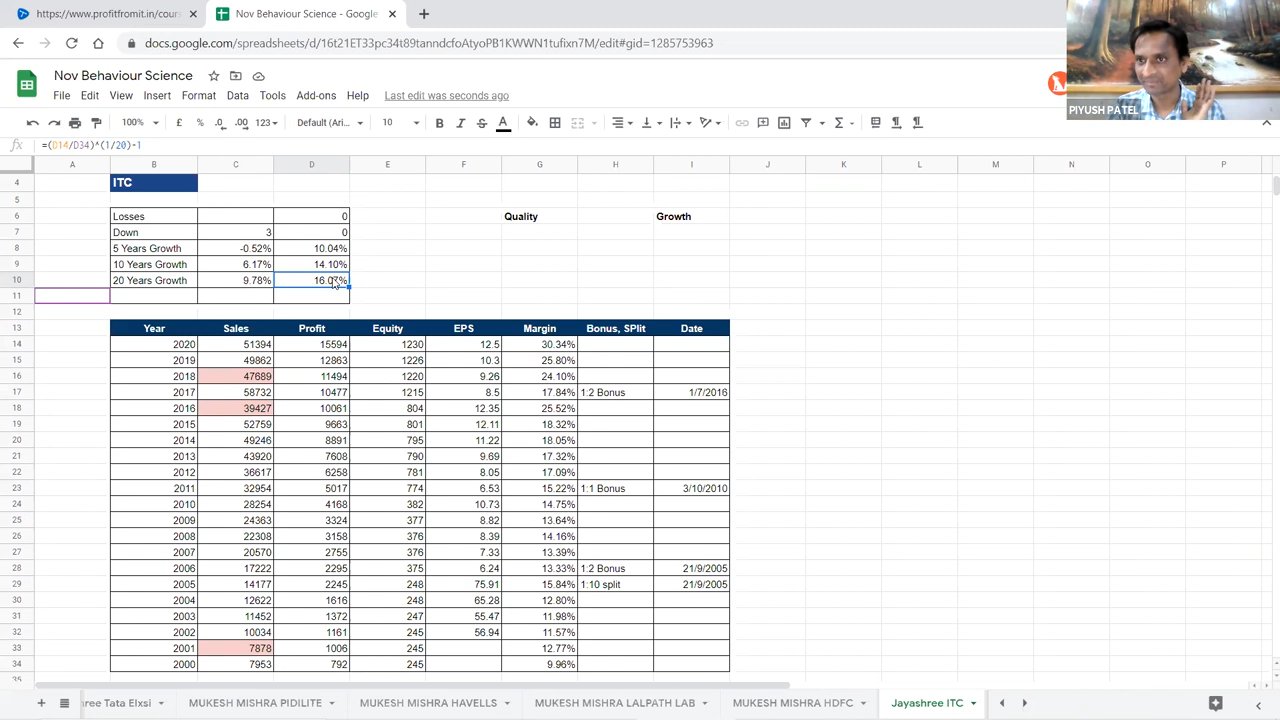 https://www.profitfromit.in/cours
Nov Behaviour Science - Google
docs.google.com/spreadsheets/d/16t21ET33pc34t89tanndcfoAtyoPB1KWWN1tufixn7M/edit#gid=1285753963
PIYUSH PATEL
Nov Behaviour Science
File Edit View Insert Format Data Tools Add-ons Help Last edit was seconds ago
100% £ % .0 .00 123 Default (Ari... 10 B I S A
fx =(D14/D34)^(1/20)-1
A B C D E F G H I J K L M N O P
4 ITC
5
6 Losses 0 Quality Growth
7 Down 3 0
8 5 Years Growth -0.52% 10.04%
9 10 Years Growth 6.17% 14.10%
10 20 Years Growth 9.78% 16.07%
11
12
13 Year Sales Profit Equity EPS Margin Bonus, SPlit Date
14 2020 51394 15594 1230 12.5 30.34%
15 2019 49862 12863 1226 10.3 25.80%
16 2018 47689 11494 1220 9.26 24.10%
17 2017 58732 10477 1215 8.5 17.84% 1:2 Bonus 1/7/2016
18 2016 39427 10061 804 12.35 25.52%
19 2015 52759 9663 801 12.11 18.32%
20 2014 49246 8891 795 11.22 18.05%
21 2013 43920 7608 790 9.69 17.32%
22 2012 36617 6258 781 8.05 17.09%
23 2011 32954 5017 774 6.53 15.22% 1:1 Bonus 3/10/2010
24 2010 28254 4168 382 10.73 14.75%
25 2009 24363 3324 377 8.82 13.64%
26 2008 22308 3158 376 8.39 14.16%
27 2007 20570 2755 376 7.33 13.39%
28 2006 17222 2295 375 6.24 13.33% 1:2 Bonus 21/9/2005
29 2005 14177 2245 248 75.91 15.84% 1:10 split 21/9/2005
30 2004 12622 1616 248 65.28 12.80%
31 2003 11452 1372 247 55.47 11.98%
32 2002 10034 1161 245 56.94 11.57%
33 2001 7878 1006 245 12.77%
34 2000 7953 792 245 9.96%
35
ree Tata Elxsi MUKESH MISHRA PIDILITE MUKESH MISHRA HAVELLS MUKESH MISHRA LALPATH LAB MUKESH MISHRA HDFC Jayashree ITC